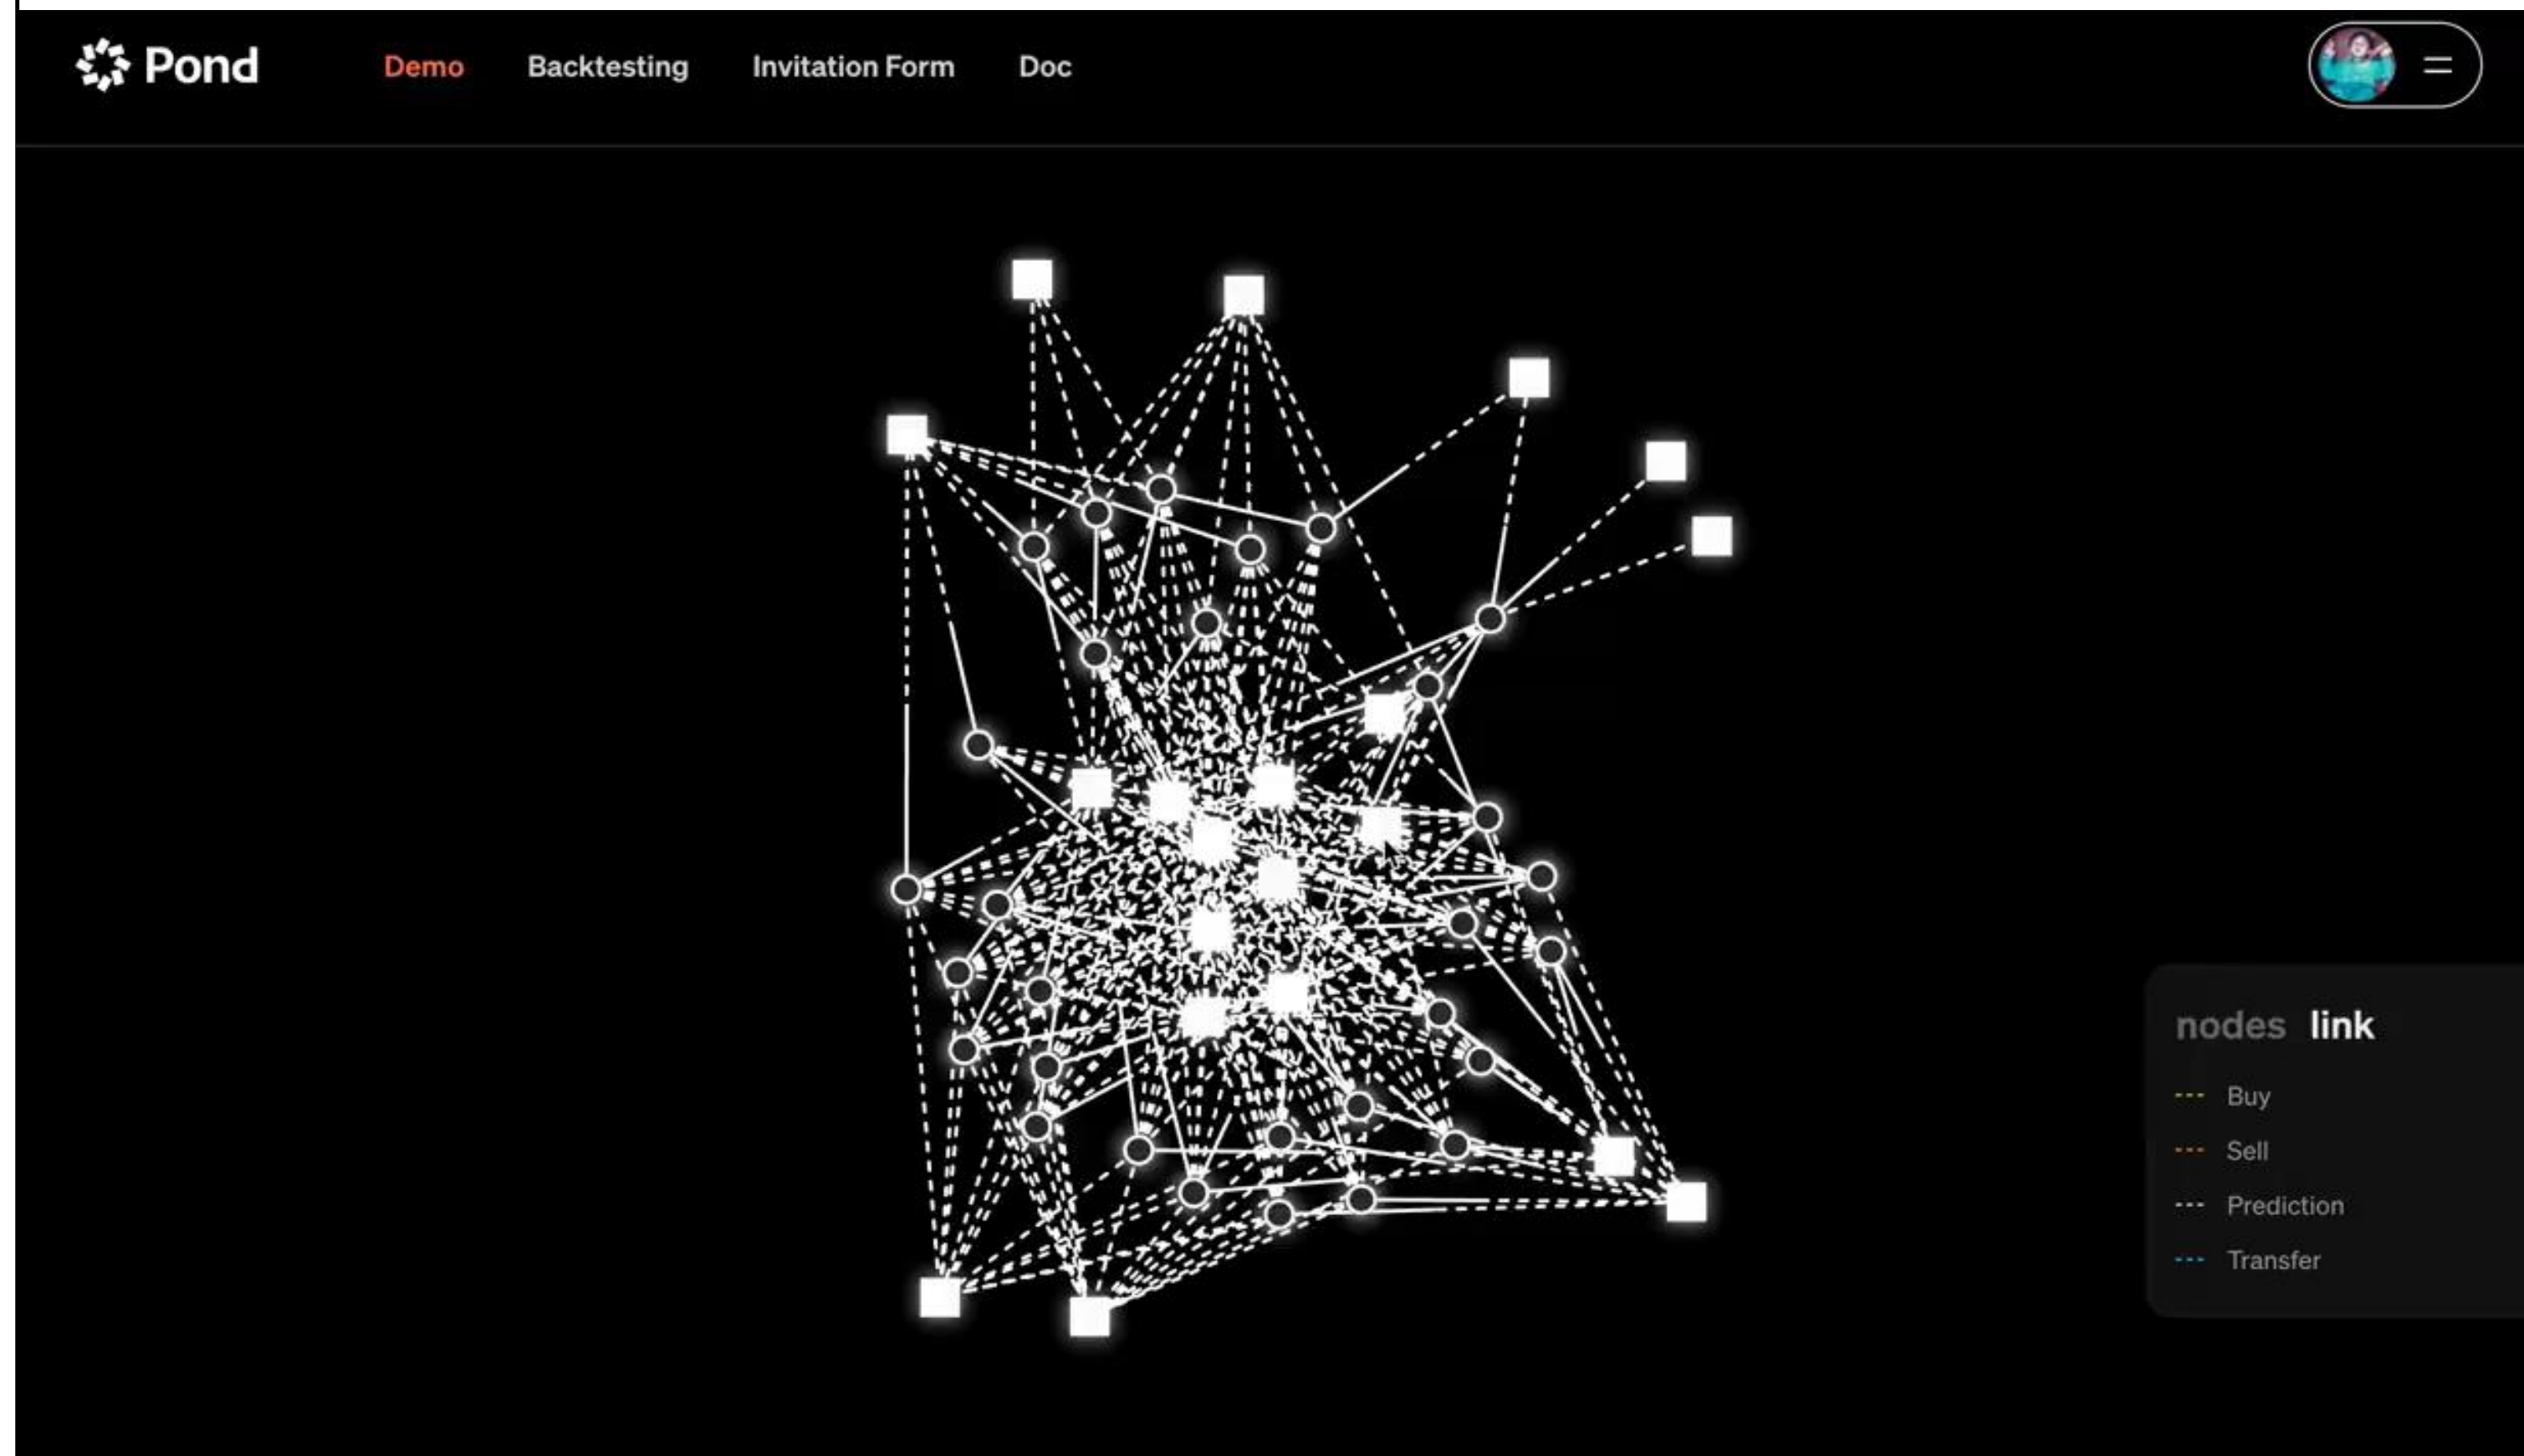 Pond
Demo Backtesting Invitation Form Doc
nodes link
Buy
Sell
Prediction
Transfer